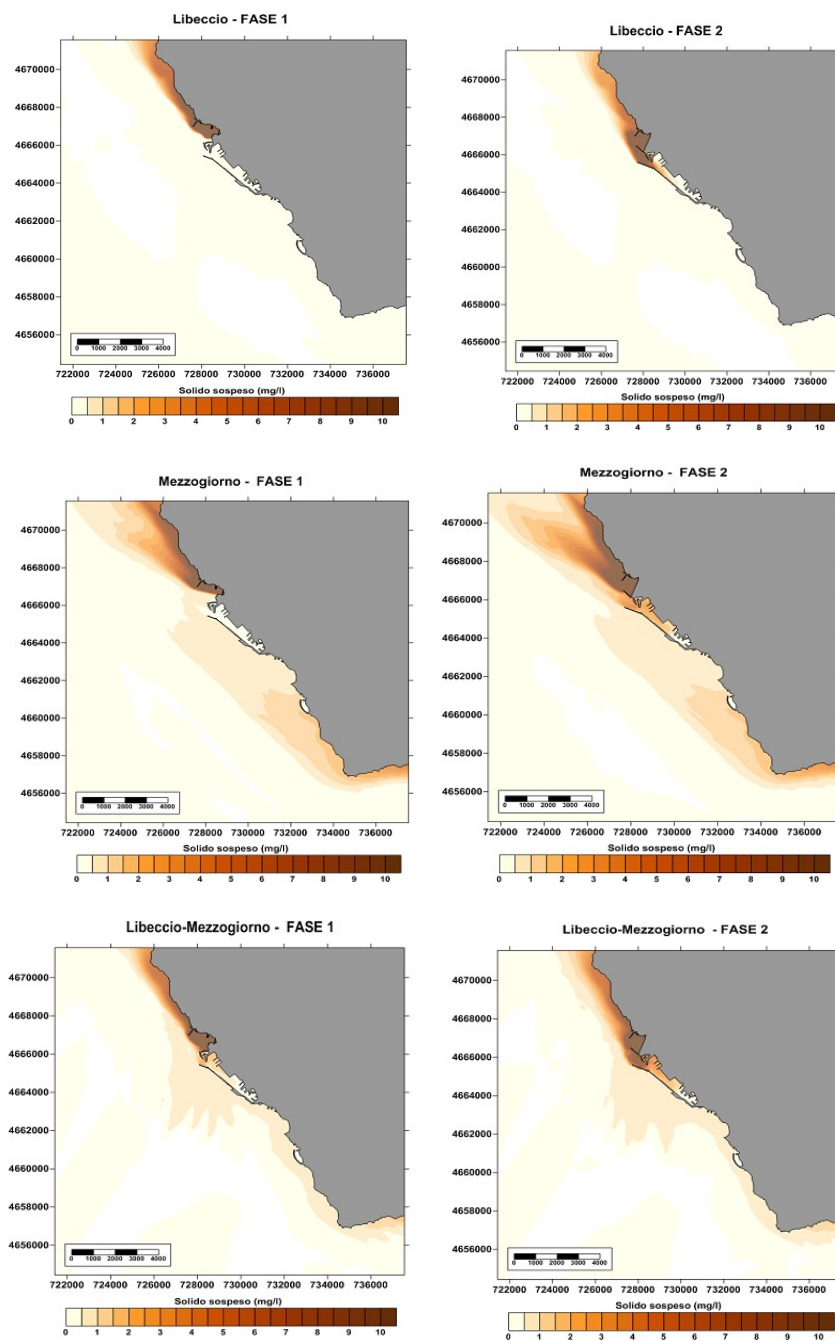 Libeccio - FASE 1
4670000
4668000
4666000
4664000
4662000
4660000
4658000
4656000
0 1000 2000 3000 4000
722000 724000 726000 728000 730000 732000 734000 736000
Solido sospeso (mg/l)
0 1 2 3 4 5 6 7 8 9 10
Libeccio - FASE 2
4670000
4668000
4666000
4664000
4662000
4660000
4658000
4656000
0 1000 2000 3000 4000
722000 724000 726000 728000 730000 732000 734000 736000
Solido sospeso (mg/l)
0 1 2 3 4 5 6 7 8 9 10
Mezzogiorno - FASE 1
4670000
4668000
4666000
4664000
4662000
4660000
4658000
4656000
0 1000 2000 3000 4000
722000 724000 726000 728000 730000 732000 734000 736000
Solido sospeso (mg/l)
0 1 2 3 4 5 6 7 8 9 10
Mezzogiorno - FASE 2
4670000
4668000
4666000
4664000
4662000
4660000
4658000
4656000
0 1000 2000 3000 4000
722000 724000 726000 728000 730000 732000 734000 736000
Solido sospeso (mg/l)
0 1 2 3 4 5 6 7 8 9 10
Libeccio-Mezzogiorno - FASE 1
4670000
4668000
4666000
4664000
4662000
4660000
4658000
4656000
0 1000 2000 3000 4000
722000 724000 726000 728000 730000 732000 734000 736000
Solido sospeso (mg/l)
0 1 2 3 4 5 6 7 8 9 10
Libeccio-Mezzogiorno - FASE 2
4670000
4668000
4666000
4664000
4662000
4660000
4658000
4656000
0 1000 2000 3000 4000
722000 724000 726000 728000 730000 732000 734000 736000
Solido sospeso (mg/l)
0 1 2 3 4 5 6 7 8 9 10